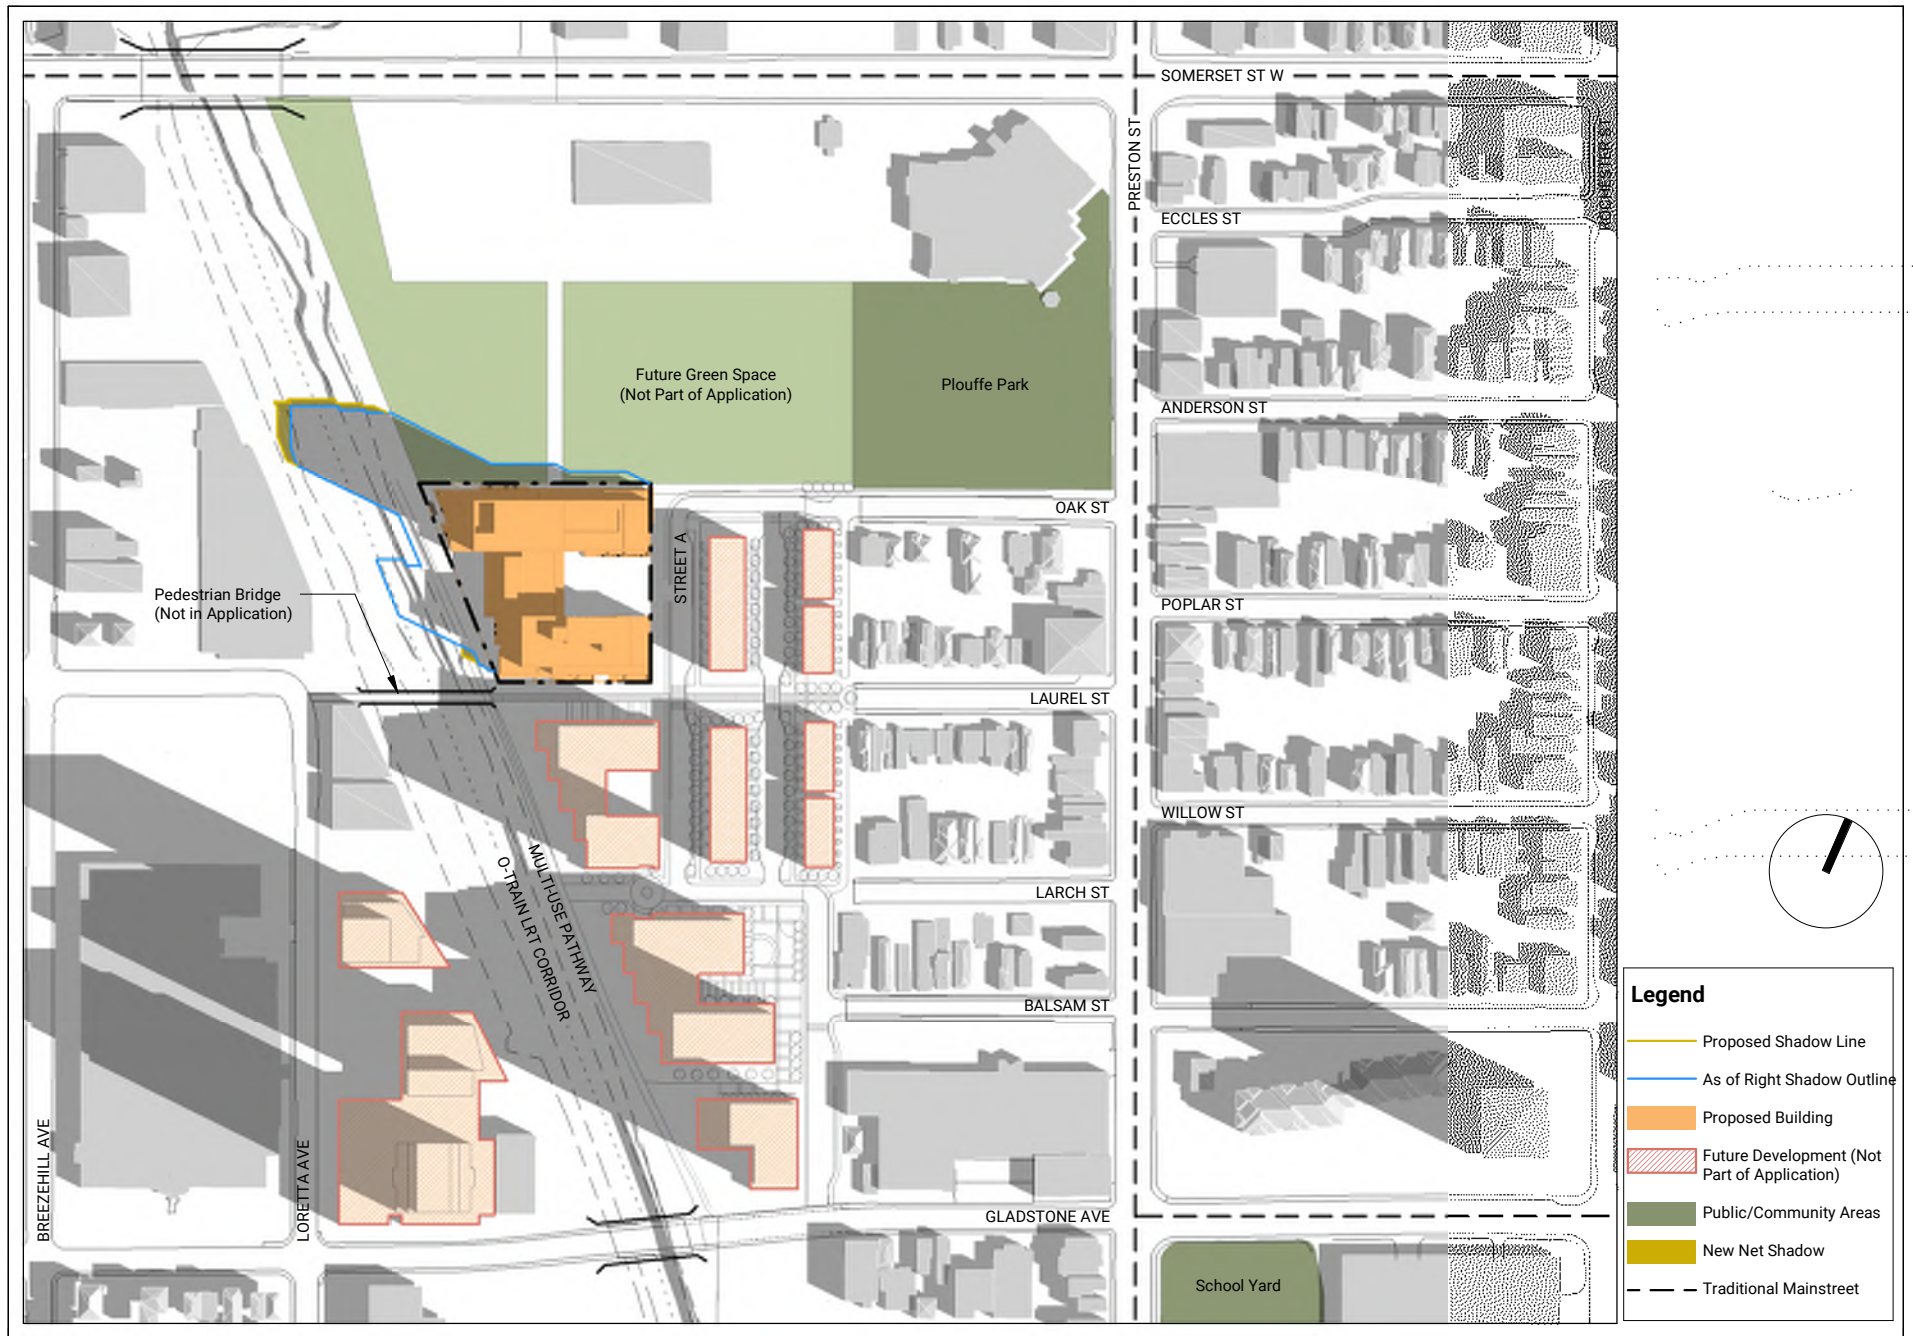 SOMERSET ST W
PRESTON ST
ROCHESTER ST
ECCLES ST
Future Green Space
(Not Part of Application)
Plouffe Park
ANDERSON ST
OAK ST
STREET A
Pedestrian Bridge
(Not in Application)
POPLAR ST
LAUREL ST
WILLOW ST
MULTI-USE PATHWAY
O-TRAIN LRT CORRIDOR
LARCH ST
BALSAM ST
BREEZEHILL AVE
LORETTA AVE
GLADSTONE AVE
School Yard
Legend
Proposed Shadow Line
As of Right Shadow Outline
Proposed Building
Future Development (Not
Part of Application)
Public/Community Areas
New Net Shadow
Traditional Mainstreet